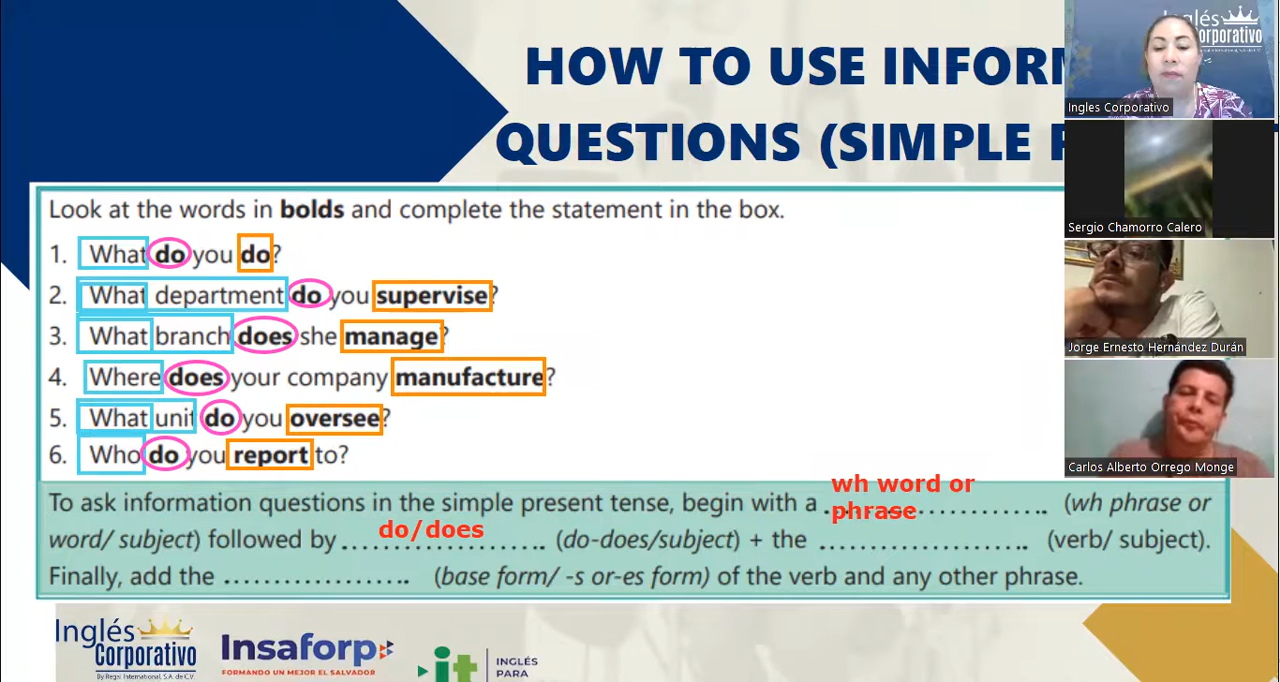 HOW TO USE INFORM
QUESTIONS (SIMPLE P
Look at the words in bolds and complete the statement in the box.
1. What do you do?
2. What department do you supervise?
3. What branch does she manage?
4. Where does your company manufacture?
5. What unit do you oversee?
6. Who do you report to?
wh word or
phrase
To ask information questions in the simple present tense, begin with a ........................ (wh phrase or
do/does
word/ subject) followed by ...................... (do-does/subject) + the ...................... (verb/ subject).
Finally, add the .................... (base form/ -s or-es form) of the verb and any other phrase.
Inglés
Corporativo
By Regsi International, S.A. de C.V.
Insaforp
FORMANDO UN MEJOR EL SALVADOR
it
INGLÉS
PARA
Inglés
orporativo
Ingles Corporativo
Sergio Chamorro Calero
Jorge Ernesto Hernández Durán
Carlos Alberto Orrego Monge